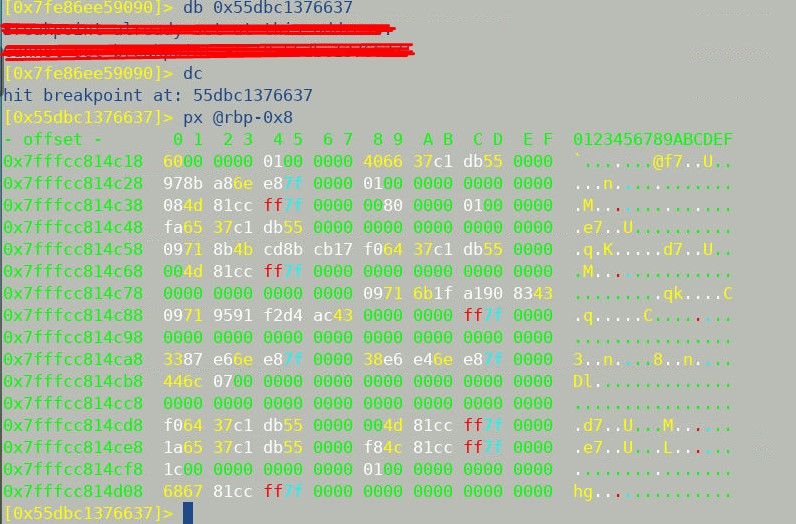 [0x7fe86ee59090]> db 0x55dbc1376637
[0x7fe86ee59090]> dc
hit breakpoint at: 55dbc1376637
[0x55dbc1376637]> px @rbp-0x8
- offset - 0 1 2 3 4 5 6 7 8 9 A B C D E F 0123456789ABCDEF
0x7fffcc814c18 6000 0000 0100 0000 4066 37c1 db55 0000 `.......@f7..U..
0x7fffcc814c28 978b a86e e87f 0000 0100 0000 0000 0000 ...n............
0x7fffcc814c38 084d 81cc ff7f 0000 0080 0000 0100 0000 .M..............
0x7fffcc814c48 fa65 37c1 db55 0000 0000 0000 0000 0000 .e7..U..........
0x7fffcc814c58 0971 8b4b cd8b cb17 f064 37c1 db55 0000 .q.K.....d7..U..
0x7fffcc814c68 004d 81cc ff7f 0000 0000 0000 0000 0000 .M..............
0x7fffcc814c78 0000 0000 0000 0000 0971 6b1f a190 8343 .........qk....C
0x7fffcc814c88 0971 9591 f2d4 ac43 0000 0000 ff7f 0000 .q.....C........
0x7fffcc814c98 0000 0000 0000 0000 0000 0000 0000 0000 ................
0x7fffcc814ca8 3387 e66e e87f 0000 38e6 e46e e87f 0000 3..n....8..n....
0x7fffcc814cb8 446c 0700 0000 0000 0000 0000 0000 0000 Dl..............
0x7fffcc814cc8 0000 0000 0000 0000 0000 0000 0000 0000 ................
0x7fffcc814cd8 f064 37c1 db55 0000 004d 81cc ff7f 0000 .d7..U...M......
0x7fffcc814ce8 1a65 37c1 db55 0000 f84c 81cc ff7f 0000 .e7..U...L......
0x7fffcc814cf8 1c00 0000 0000 0000 0100 0000 0000 0000 ................
0x7fffcc814d08 6867 81cc ff7f 0000 0000 0000 0000 0000 hg..............
[0x55dbc1376637]>